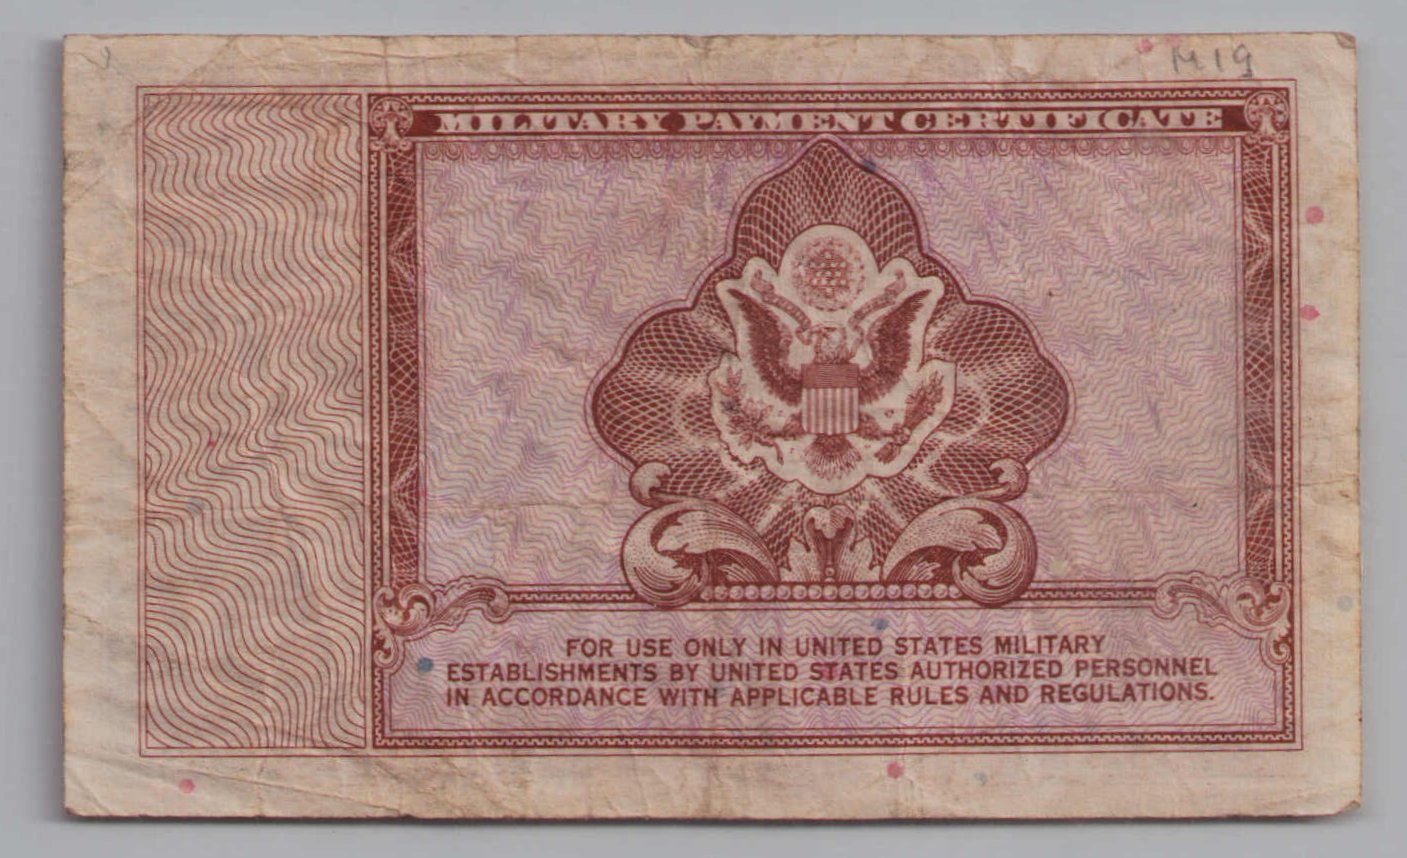 M19
MILITARY PAYMENT CERTIFICATE
FOR USE ONLY IN UNITED STATES MILITARY
ESTABLISHMENTS BY UNITED STATES AUTHORIZED PERSONNEL
IN ACCORDANCE WITH APPLICABLE RULES AND REGULATIONS.